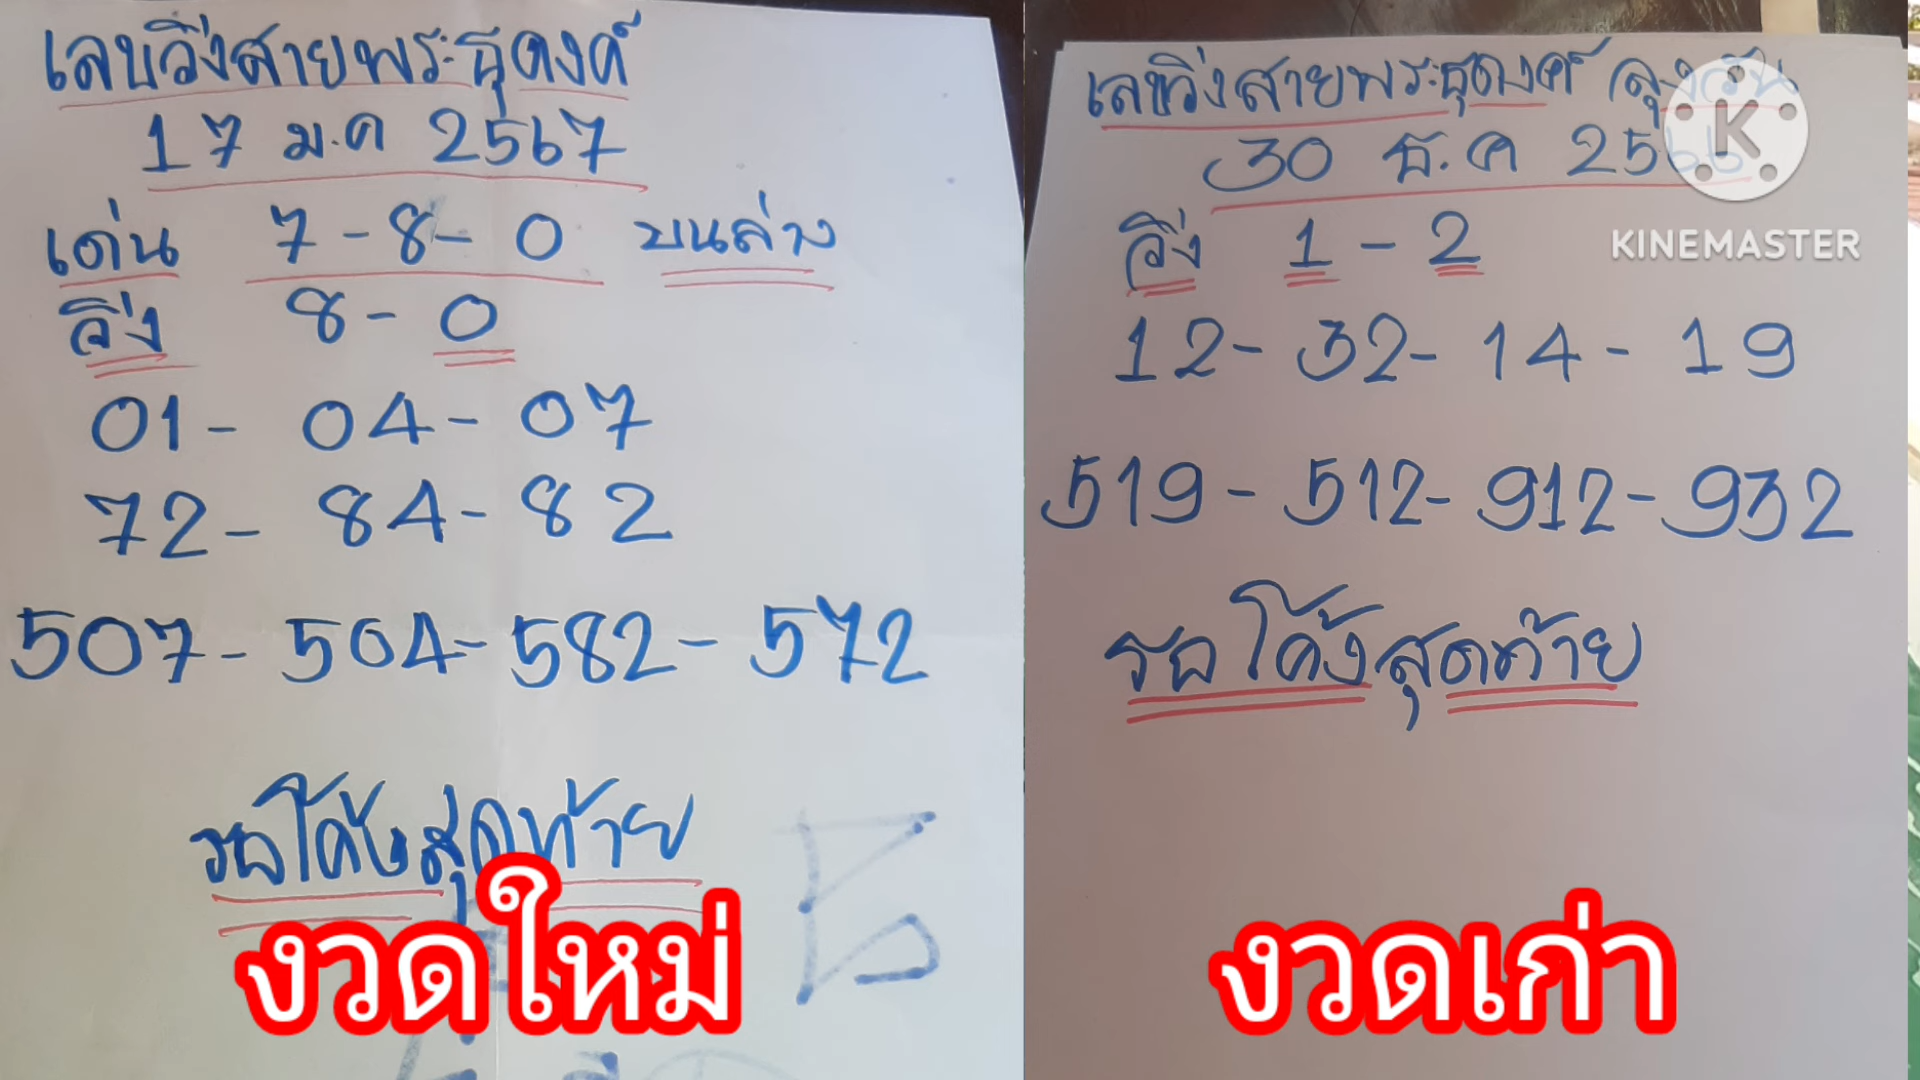 เลขวิ่งสายพระธุดงค์
17 ม.ค 2567
เด่น 7-8-0 บนล่าง
วิ่ง 8-0
01- 04- 07
72- 84- 82
507- 504- 582- 572
รถโค้งสุดท้าย
งวดใหม่
เลขวิ่งสายพระธุดงค์
30 ธ.ค
วิ่ง 1-2
12- 32- 14- 19
519- 512- 912- 932
รถโค้งสุดท้าย
งวดเก่า
K
KINEMASTER